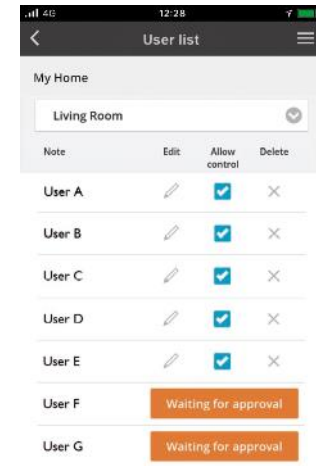 4G 12:28
User list
My Home
Living Room
Note Edit Allow control Delete
User A
User B
User C
User D
User E
User F Waiting for approval
User G Waiting for approval